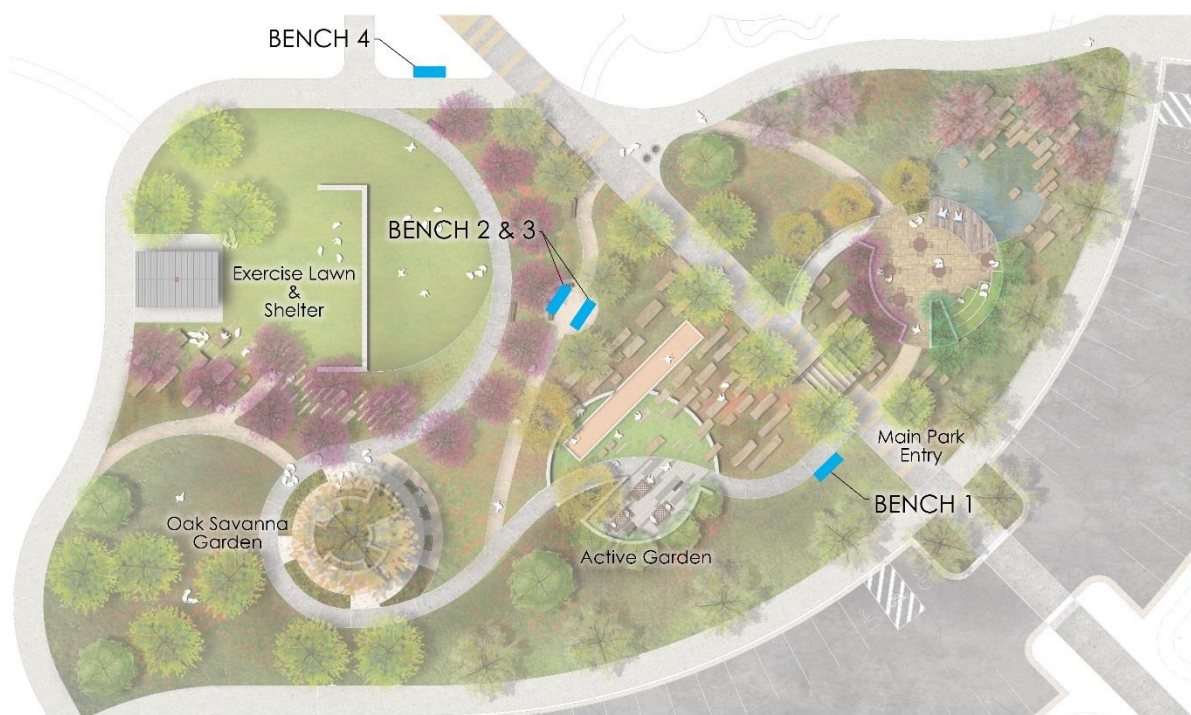 BENCH 4
BENCH 2 & 3
Exercise Lawn
&
Shelter
Main Park
Entry
BENCH 1
Oak Savanna
Garden
Active Garden